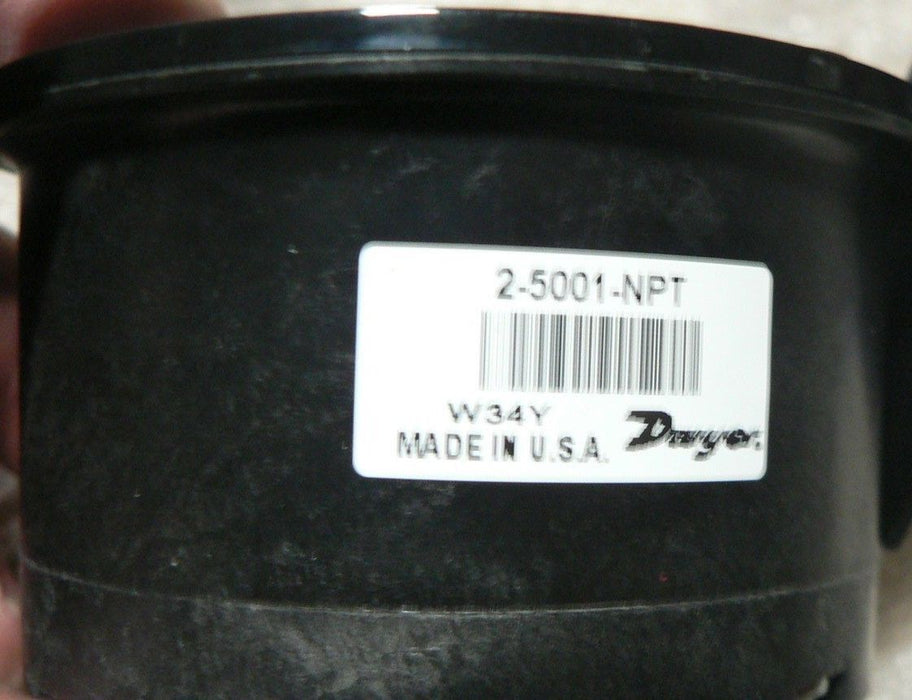 2-5001-NPT
W34Y
MADE IN U.S.A.
Dwyer.